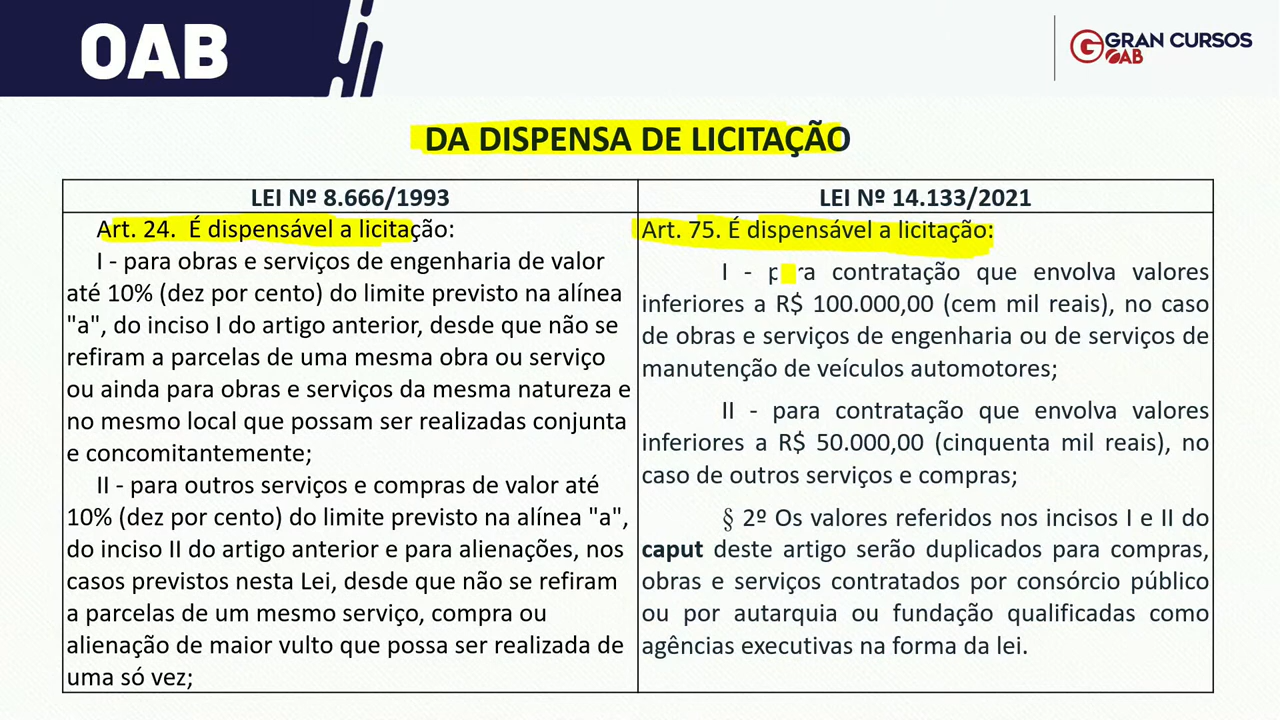 OAB
GRAN CURSOS
OAB
DA DISPENSA DE LICITAÇÃO
LEI Nº 8.666/1993
Art. 24.  É dispensável a licitação:
I - para obras e serviços de engenharia de valor
até 10% (dez por cento) do limite previsto na alínea
"a", do inciso I do artigo anterior, desde que não se
refiram a parcelas de uma mesma obra ou serviço
ou ainda para obras e serviços da mesma natureza e
no mesmo local que possam ser realizadas conjunta
e concomitantemente;
II - para outros serviços e compras de valor até
10% (dez por cento) do limite previsto na alínea "a",
do inciso II do artigo anterior e para alienações, nos
casos previstos nesta Lei, desde que não se refiram
a parcelas de um mesmo serviço, compra ou
alienação de maior vulto que possa ser realizada de
uma só vez;
LEI Nº 14.133/2021
Art. 75. É dispensável a licitação:
I - para contratação que envolva valores
inferiores a R$ 100.000,00 (cem mil reais), no caso
de obras e serviços de engenharia ou de serviços de
manutenção de veículos automotores;
II - para contratação que envolva valores
inferiores a R$ 50.000,00 (cinquenta mil reais), no
caso de outros serviços e compras;
§ 2º Os valores referidos nos incisos I e II do
caput deste artigo serão duplicados para compras,
obras e serviços contratados por consórcio público
ou por autarquia ou fundação qualificadas como
agências executivas na forma da lei.